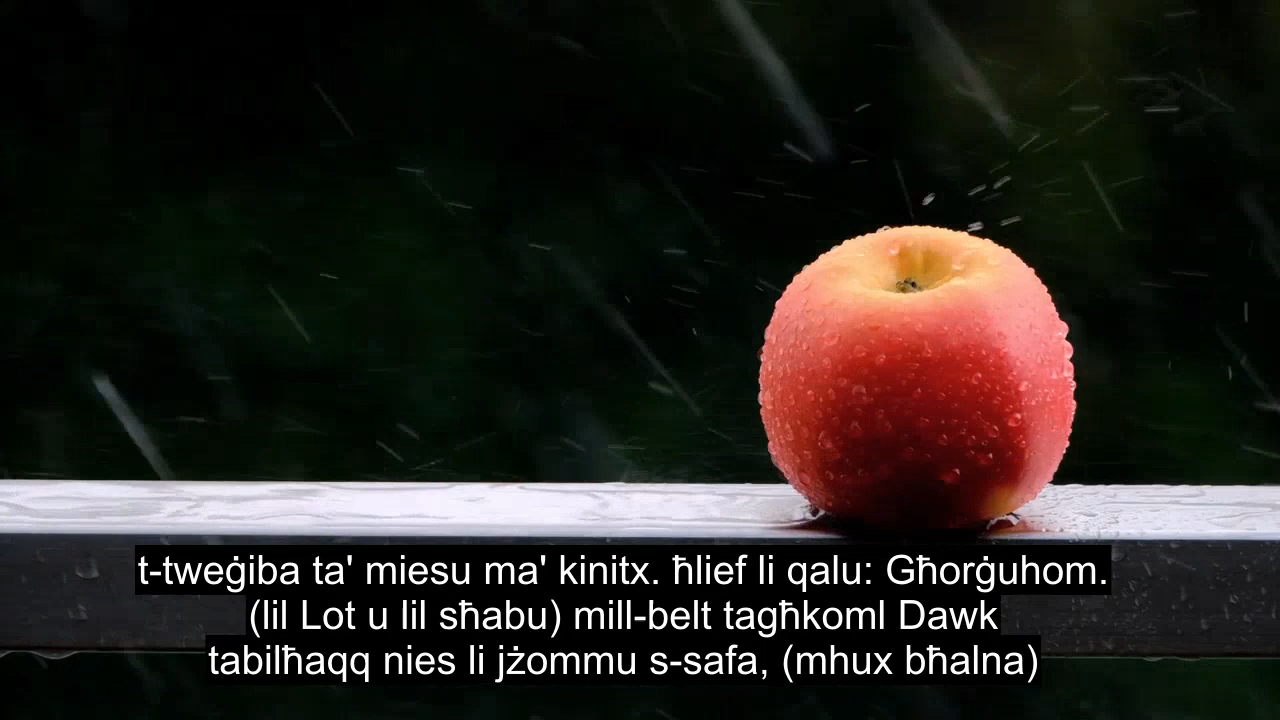 t-tweġiba ta' miesu ma' kinitx. ħlief li qalu: Għorġuhom.
(lil Lot u lil sħabu) mill-belt tagħkoml Dawk
tabilħaqq nies li jżommu s-safa, (mhux bħalna)